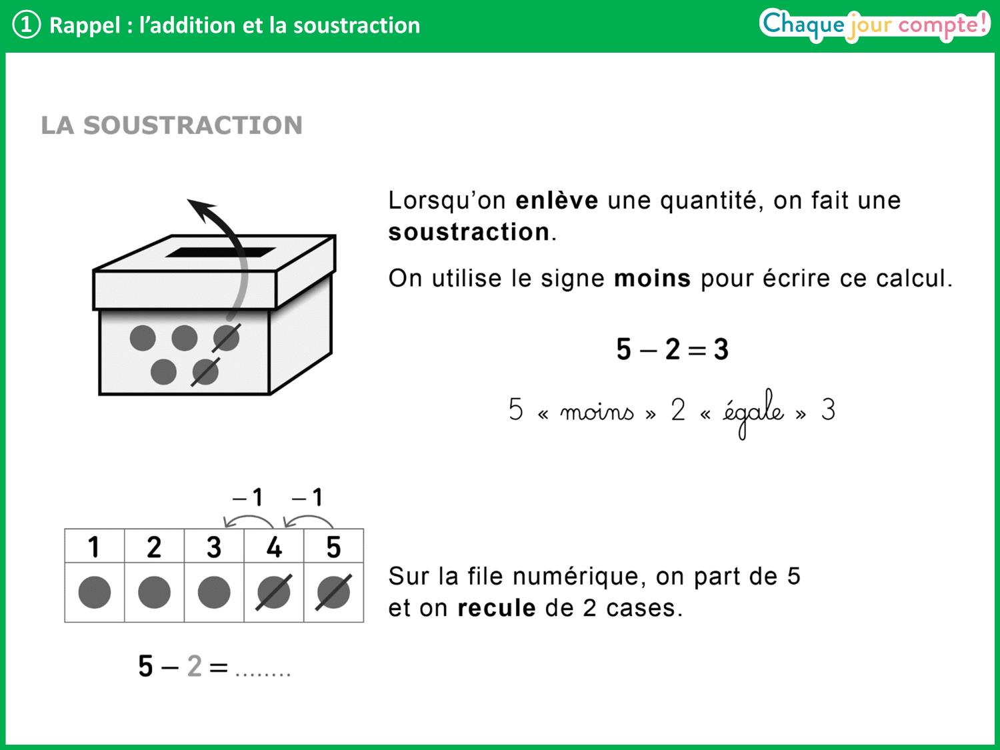 ① Rappel : l’addition et la soustraction
Chaque jour compte!
LA SOUSTRACTION
Lorsqu’on enlève une quantité, on fait une
soustraction.
On utilise le signe moins pour écrire ce calcul.
5 – 2 = 3
5 « moins » 2 « égale » 3
– 1 – 1
1 2 3 4 5
Sur la file numérique, on part de 5
et on recule de 2 cases.
5 – 2 = ........